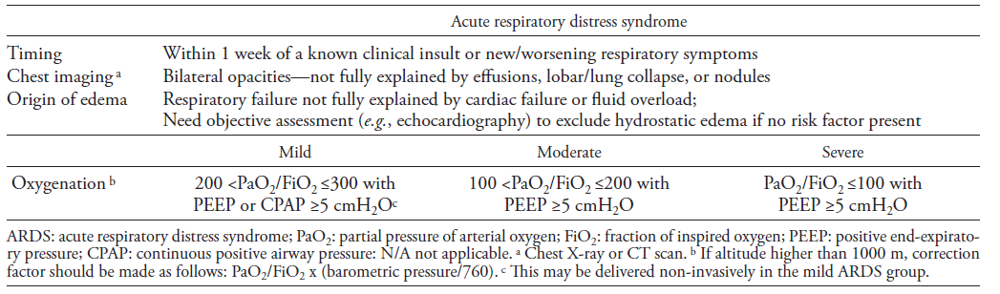 Acute respiratory distress syndrome
Timing Within 1 week of a known clinical insult or new/worsening respiratory symptoms
Chest imaging a Bilateral opacities—not fully explained by effusions, lobar/lung collapse, or nodules
Origin of edema Respiratory failure not fully explained by cardiac failure or fluid overload;
Need objective assessment (e.g., echocardiography) to exclude hydrostatic edema if no risk factor present
Mild Moderate Severe
Oxygenation b 200 <PaO2/FiO2 ≤300 with 100 <PaO2/FiO2 ≤200 with PaO2/FiO2 ≤100 with
PEEP or CPAP ≥5 cmH2Oc PEEP ≥5 cmH2O PEEP ≥5 cmH2O
ARDS: acute respiratory distress syndrome; PaO2: partial pressure of arterial oxygen; FiO2: fraction of inspired oxygen; PEEP: positive end-expirato-
ry pressure; CPAP: continuous positive airway pressure: N/A not applicable. a Chest X-ray or CT scan. b If altitude higher than 1000 m, correction
factor should be made as follows: PaO2/FiO2 x (barometric pressure/760). c This may be delivered non-invasively in the mild ARDS group.